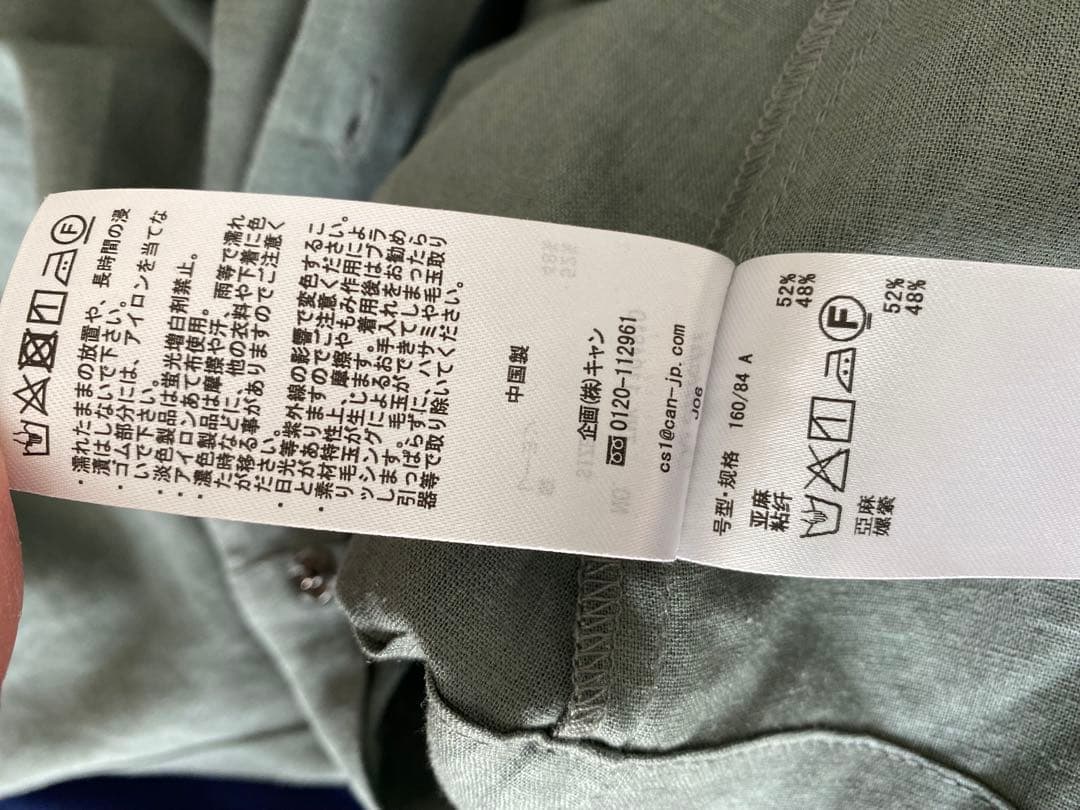 ・濡れたままの放置や、長時間の浸
漬はしないで下さい。
・ゴム部分には、アイロンを当てな
いで下さい。
・淡色製品は蛍光増白剤禁止。
・アイロンあて布使用。
・濃色製品は摩擦や汗、雨等で濡れ
た時などに、他の衣料や下着に色
が移る事がありますのでご注意く
ださい。
・日光等紫外線の影響で変色するこ
とがありますのでご注意ください。
・素材特性上、摩擦やもみ作用によ
り毛玉が生じます。着用後はブラ
ッシングによるお手入れをお勧め
します。毛玉ができてしまったら
引っぱらずに、ハサミや毛玉取り
器等で取り除いてください。
中国製
企画(株)キャン
0120-112961
cs1@can-jp.com
J06
号型·规格 160/84 A
亚麻 52%
粘纤 48%
F
亞麻 52%
嫘縈 48%